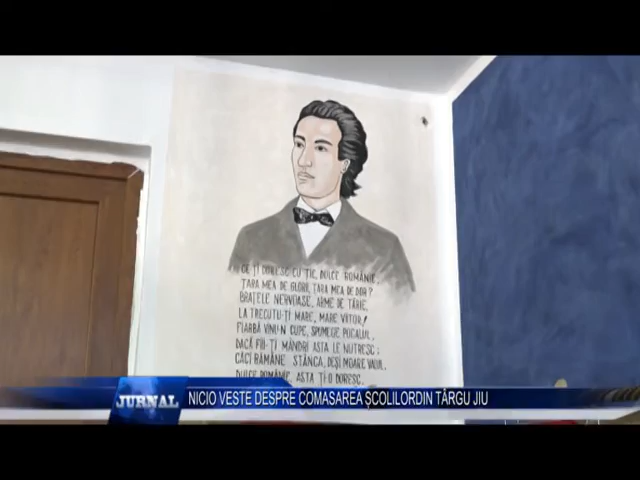 CE ȚI DORESC EU ȚIE, DULCE ROMÂNIE,
ȚARA MEA DE GLORII, ȚARA MEA DE DOR?
BRAȚELE NERVOASE, ARME DE TĂRIE,
LA TRECUTU-ȚI MARE, MARE VIITOR!
FIARBĂ VINU-N CUPE, SPUMEGE POCALUL,
DACĂ FIII-ȚI MÂNDRI ASTA LE NUTRESC;
CĂCI RĂMÂNE STÂNCA, DEȘI MOARE VALUL,
DULCE ROMÂNIE, ASTA ȚI-O DORESC.
JURNAL
NICIO VESTE DESPRE COMASAREA ȘCOLILORDIN TÂRGU JIU